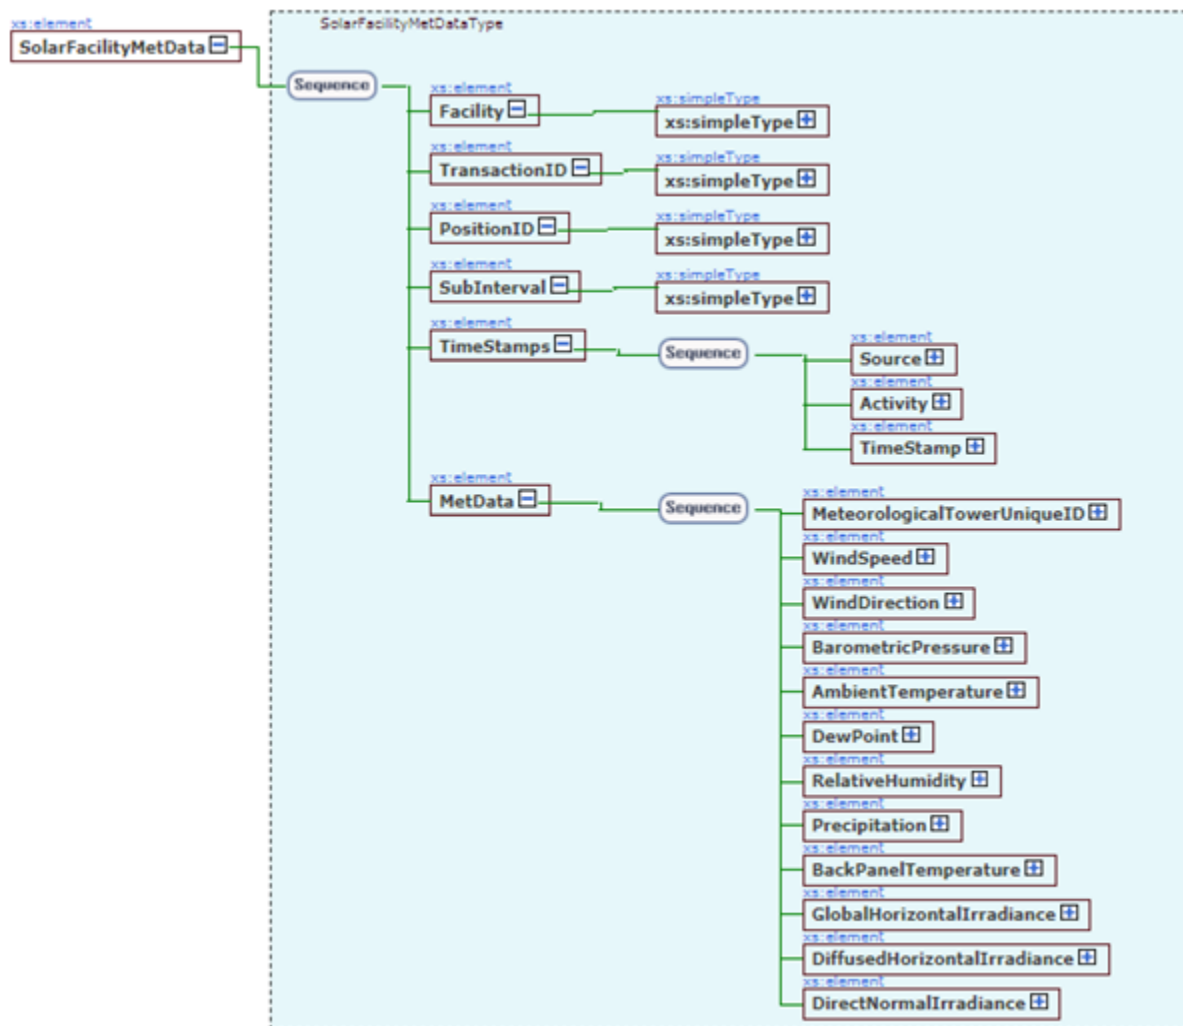 SolarFacilityMetDataType
xs:element
SolarFacilityMetData
Sequence
xs:element
Facility
xs:simpleType
xs:simpleType
xs:element
TransactionID
xs:simpleType
xs:simpleType
xs:element
PositionID
xs:simpleType
xs:simpleType
xs:element
SubInterval
xs:simpleType
xs:simpleType
xs:element
TimeStamps
Sequence
xs:element
Source
xs:element
Activity
xs:element
TimeStamp
xs:element
MetData
Sequence
xs:element
MeteorologicalTowerUniqueID
xs:element
WindSpeed
xs:element
WindDirection
xs:element
BarometricPressure
xs:element
AmbientTemperature
xs:element
DewPoint
xs:element
RelativeHumidity
xs:element
Precipitation
xs:element
BackPanelTemperature
xs:element
GlobalHorizontalIrradiance
xs:element
DiffusedHorizontalIrradiance
xs:element
DirectNormalIrradiance